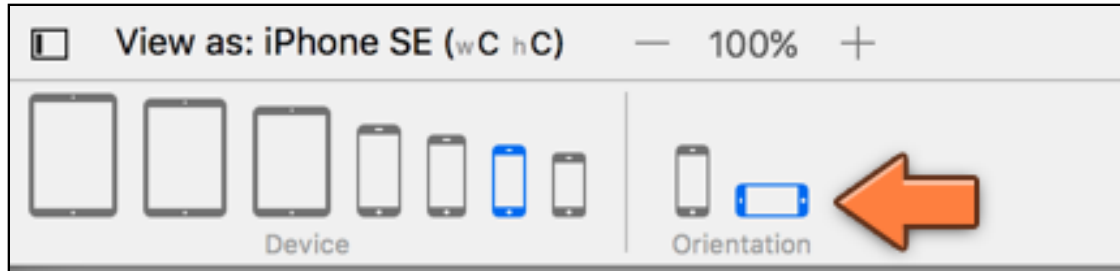 View as: iPhone SE (wC hC) — 100% +
Device
Orientation